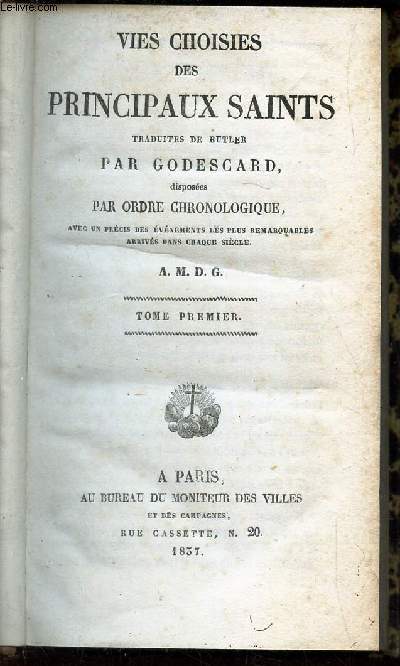 Le-livre.com
VIES CHOISIES
DES
PRINCIPAUX SAINTS
TRADUITES DE BUTLER
PAR GODESCARD,
disposées
PAR ORDRE CHRONOLOGIQUE,
AVEC UN PRÉCIS DES ÉVÉNEMENTS LES PLUS REMARQUABLES
ARRIVÉS DANS CHAQUE SIÈCLE.
A. M. D. G.
TOME PREMIER.
A PARIS,
AU BUREAU DU MONITEUR DES VILLES
ET DES CAMPAGNES,
RUE CASSETTE, N. 20.
1837.